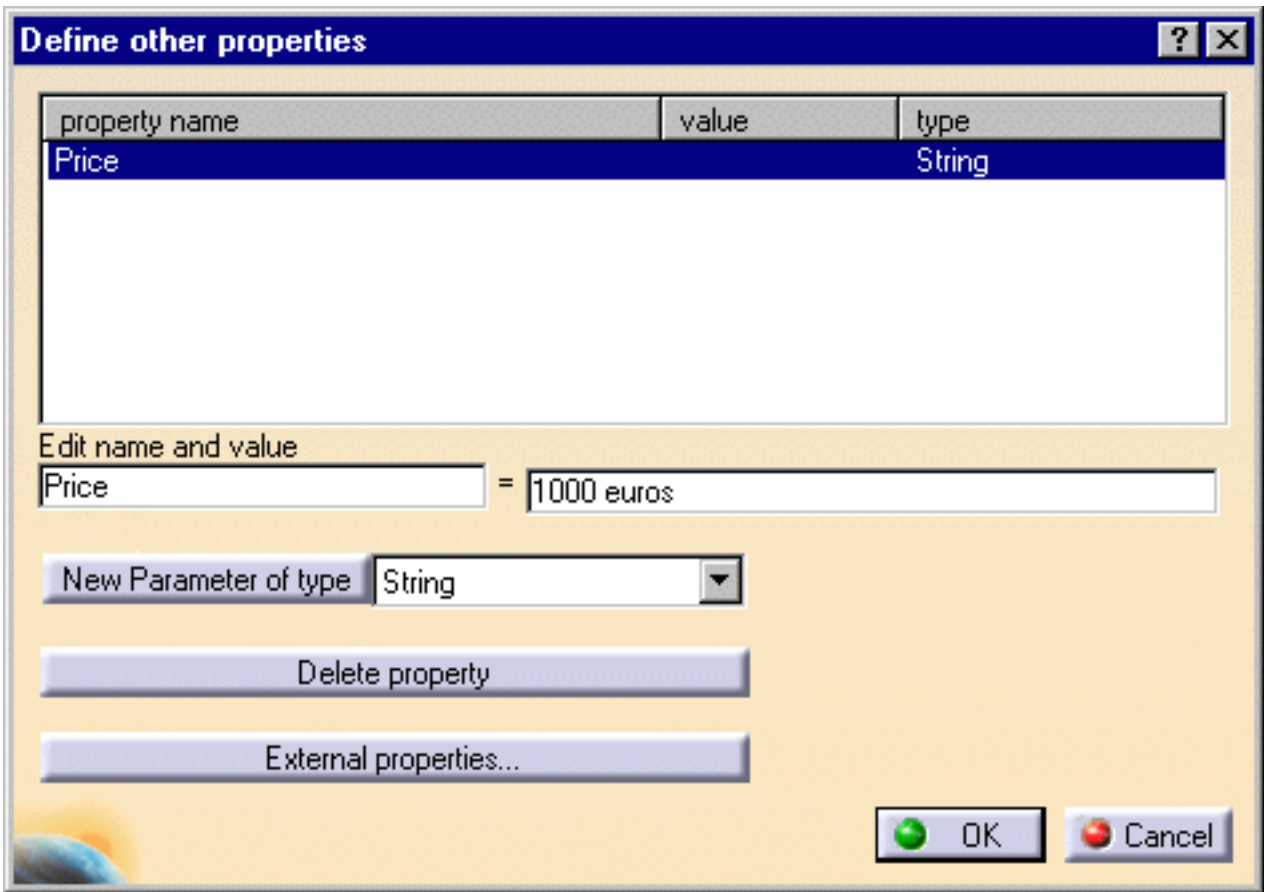 Define other properties
property name value type
Price String
Edit name and value
Price = 1000 euros
New Parameter of type String
Delete property
External properties...
OK Cancel